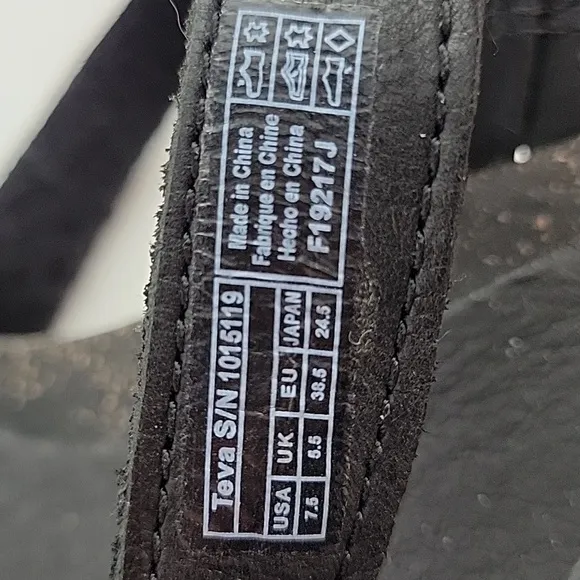 Teva S/N 1015119
USA UK EU JAPAN
7.5 5.5 38.5 24.5
Made in China
Fabrique en Chine
Hecho en China
F19217J